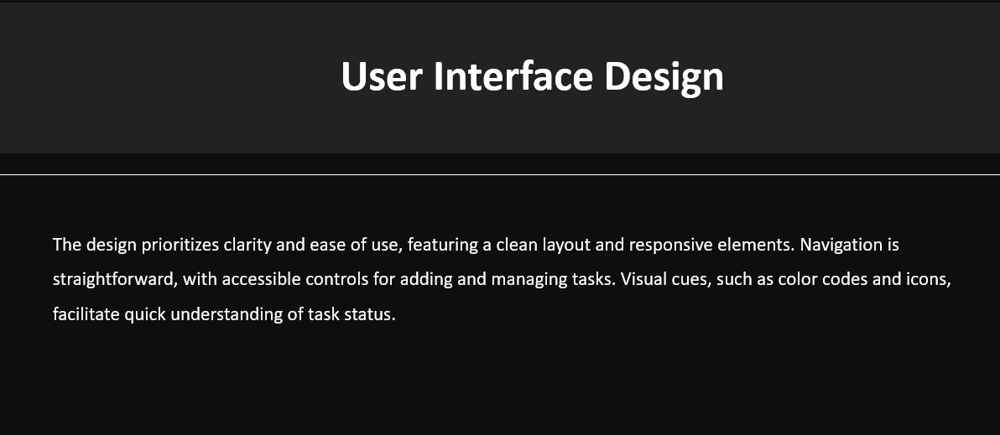 User Interface Design
The design prioritizes clarity and ease of use, featuring a clean layout and responsive elements. Navigation is
straightforward, with accessible controls for adding and managing tasks. Visual cues, such as color codes and icons,
facilitate quick understanding of task status.